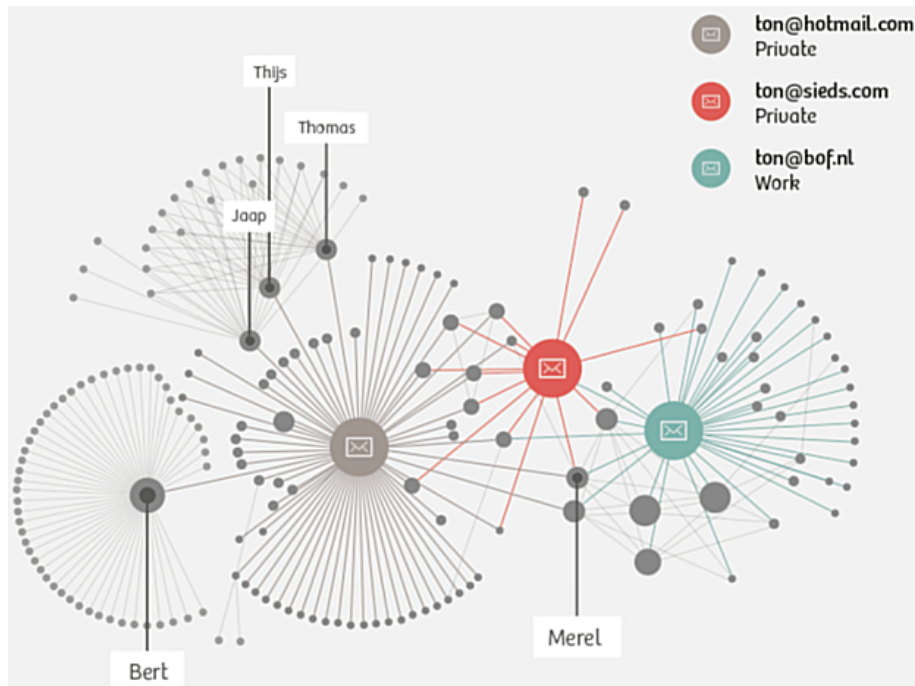 ton@hotmail.com
Private
ton@sieds.com
Private
ton@bof.nl
Work
Thijs
Thomas
Jaap
Merel
Bert